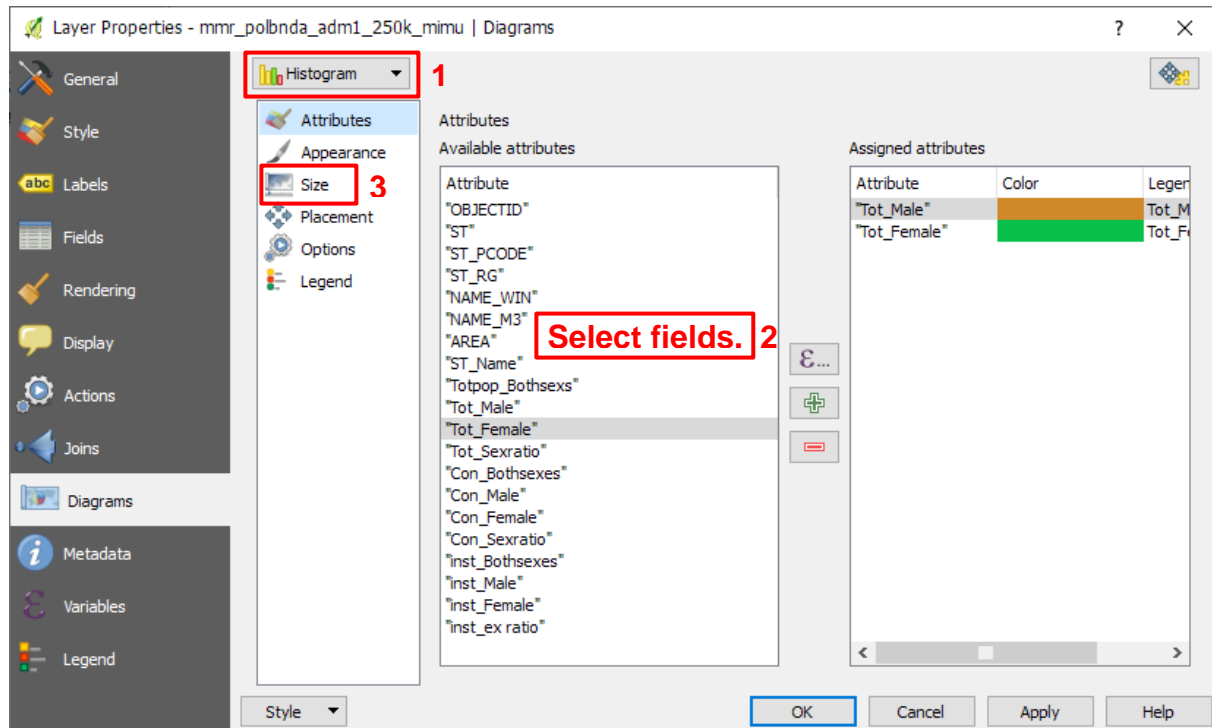 Layer Properties - mmr_polbnda_adm1_250k_mimu | Diagrams
?
General
Style
abc Labels
Fields
Rendering
Display
Actions
Joins
Diagrams
Metadata
Variables
Legend
Histogram 1
Attributes
Appearance
Size 3
Placement
Options
Legend
Attributes
Available attributes
Attribute
"OBJECTID"
"ST"
"ST_PCODE"
"ST_RG"
"NAME_WIN"
"NAME_M3"
"AREA"
"ST_Name"
"Totpop_Bothsexs"
"Tot_Male"
"Tot_Female"
"Tot_Sexratio"
"Con_Bothsexes"
"Con_Male"
"Con_Female"
"Con_Sexratio"
"inst_Bothsexes"
"inst_Male"
"inst_Female"
"inst_ex ratio"
Select fields. 2
ε...
Assigned attributes
Attribute Color Legen
"Tot_Male" Tot_M
"Tot_Female" Tot_Fe
Style
OK Cancel Apply Help